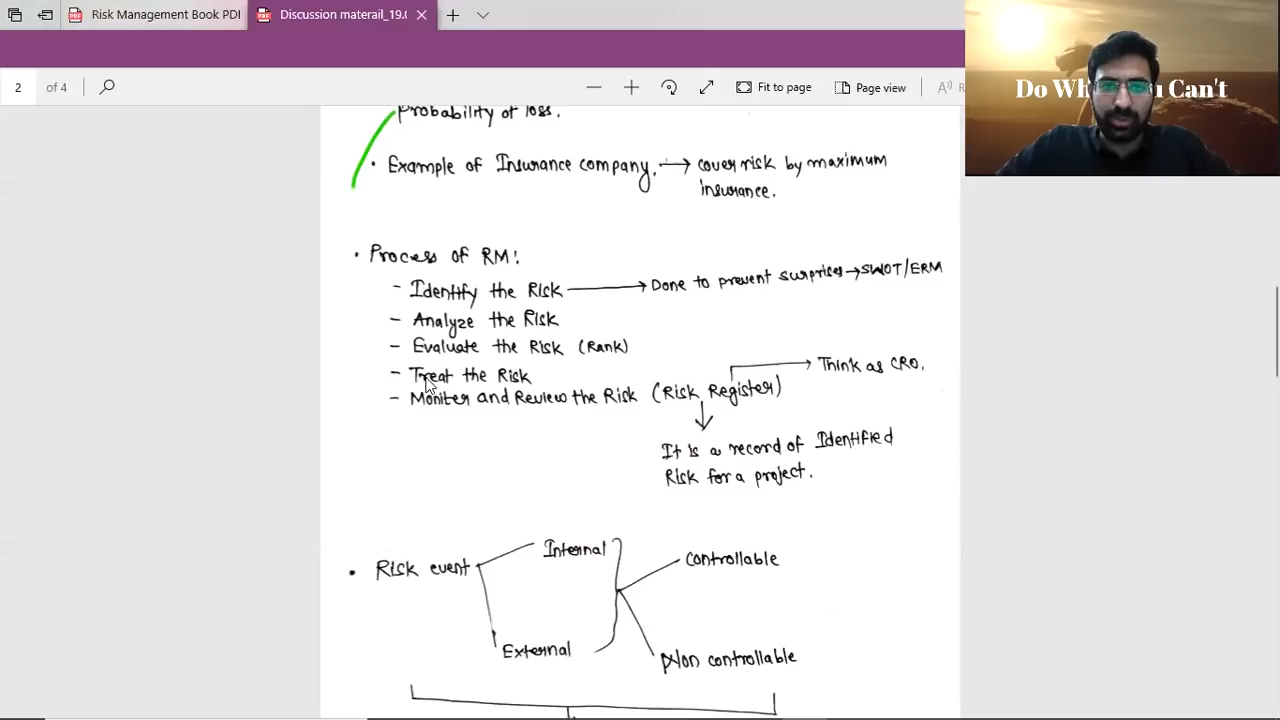 Risk Management Book PDI
Discussion materail_19.0
2 of 4
Fit to page
Page view
Do Wh Can't
Probability of loss.
Example of Insurance company. → cover risk by maximum
insurance.
Process of RM:
- Identify the Risk → Done to prevent surprises → SWOT/ERM
- Analyze the Risk
- Evaluate the Risk (Rank)
- Treat the Risk
- Moniter and Review the Risk (Risk Register) → Think as CRO.
It is a record of Identified
Risk for a project.
Risk event
Internal
External
Controllable
Non controllable